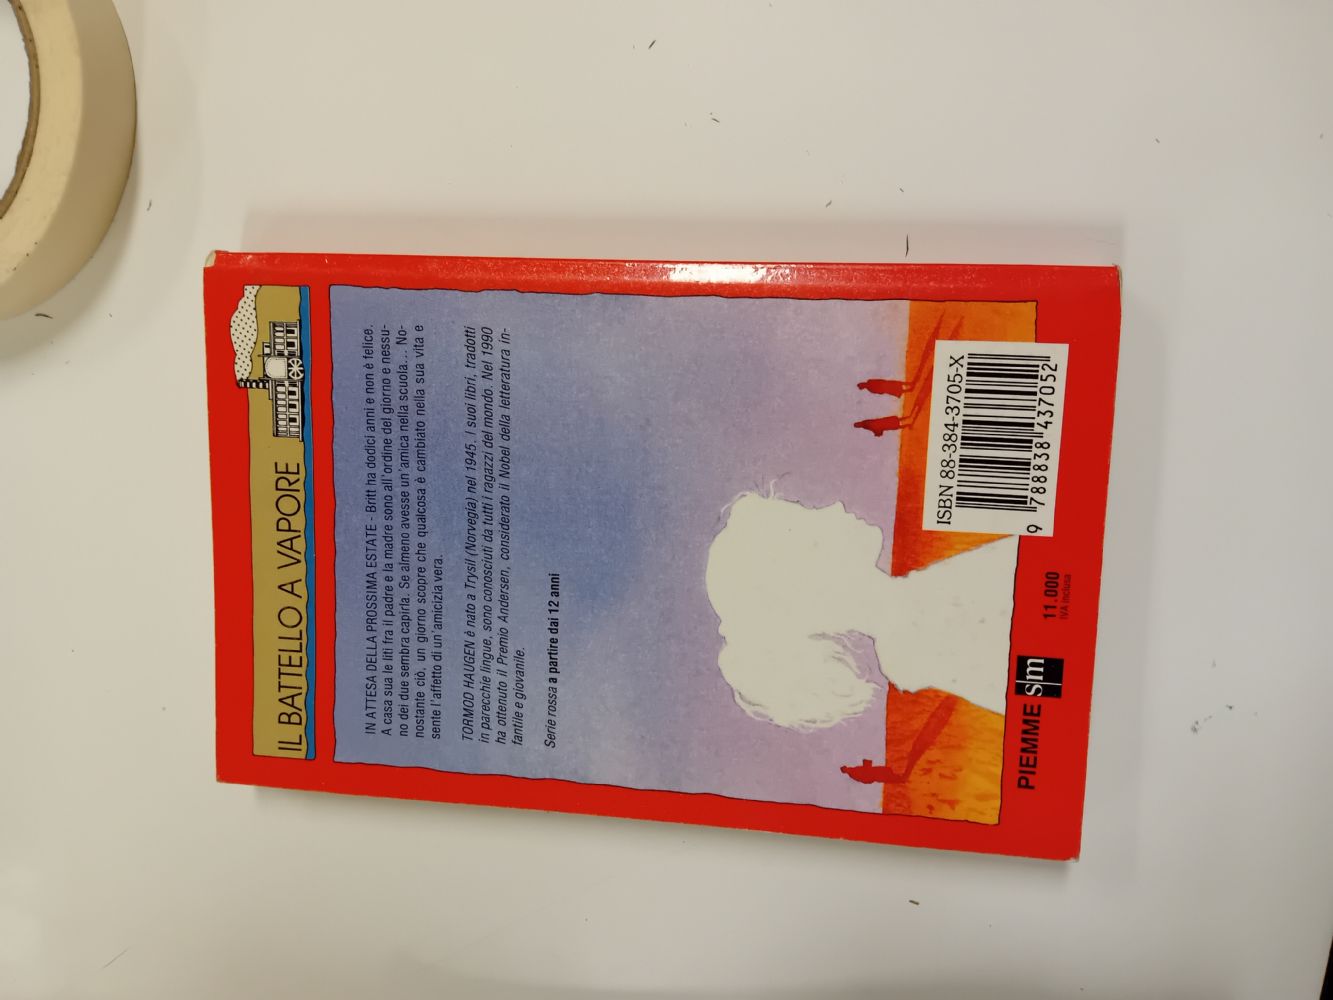 IL BATTELLO A VAPORE
IN ATTESA DELLA PROSSIMA ESTATE - Britt ha dodici anni e non è felice.
A casa sua le liti fra il padre e la madre sono all'ordine del giorno e nessu-
no dei due sembra capirla. Se almeno avesse un'amica nella scuola... No-
nostante ciò, un giorno scopre che qualcosa è cambiato nella sua vita e
sente l'affetto di un'amicizia vera.
TORMOD HAUGEN è nato a Trysil (Norvegia) nel 1945. I suoi libri, tradotti
in parecchie lingue, sono conosciuti da tutti i ragazzi del mondo. Nel 1990
ha ottenuto il Premio Andersen, considerato il Nobel della letteratura in-
fantile e giovanile.
Serie rossa a partire dai 12 anni
ISBN 88-384-3705-X
9 788838 437052
11.000
IVA inclusa
PIEMME sm